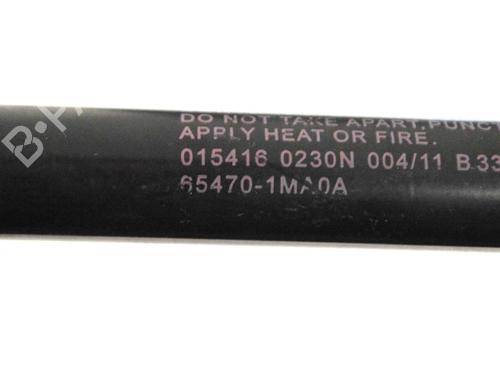 DO NOT TAKE APART, PUNC
APPLY HEAT OR FIRE.
015416 0230N 004/11 B 33
65470-1MA0A